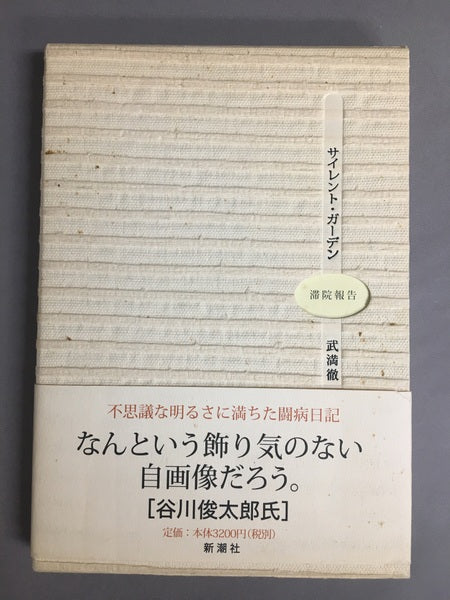 サイレント・ガーデン
滞院報告
武満徹
不思議な明るさに満ちた闘病日記
なんという飾り気のない
自画像だろう。
[谷川俊太郎氏]
定価：本体3200円(税別)
新潮社